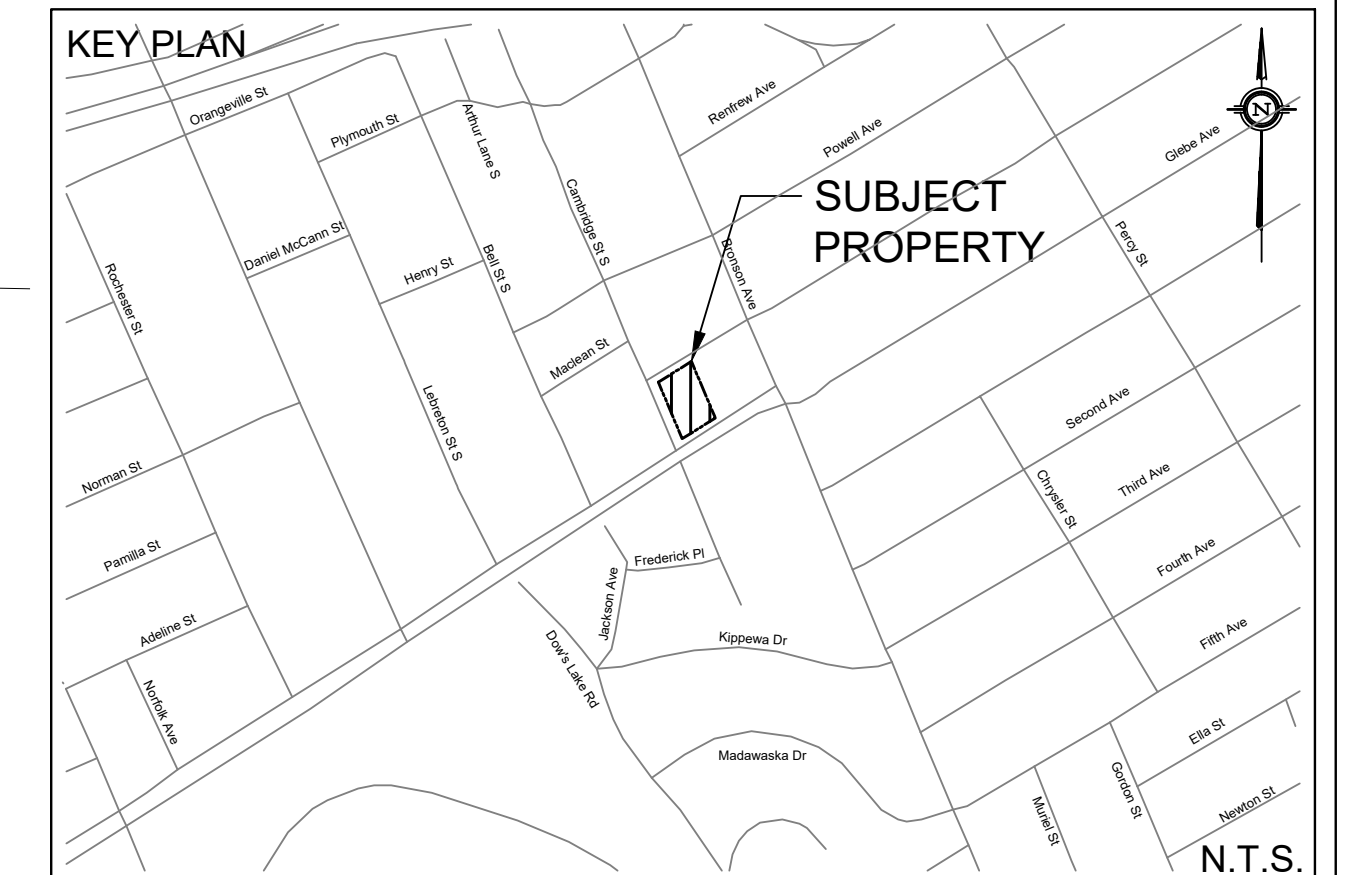 KEY PLAN
Orangeville St
Plymouth St
Arthur Lane S
Renfrew Ave
Powell Ave
Glebe Ave
N
SUBJECT
PROPERTY
Cambridge St S
Daniel McCann St
Henry St
Bell St S
Bronson Ave
Percy St
Rochester St
Maclean St
Lebreton St S
Second Ave
Norman St
Third Ave
Chrysler St
Pamilla St
Frederick Pl
Fourth Ave
Jackson Ave
Adeline St
Kippewa Dr
Fifth Ave
Dow's Lake Rd
Norfolk Ave
Madawaska Dr
Ella St
Gordon St
Muriel St
Newton St
N.T.S.